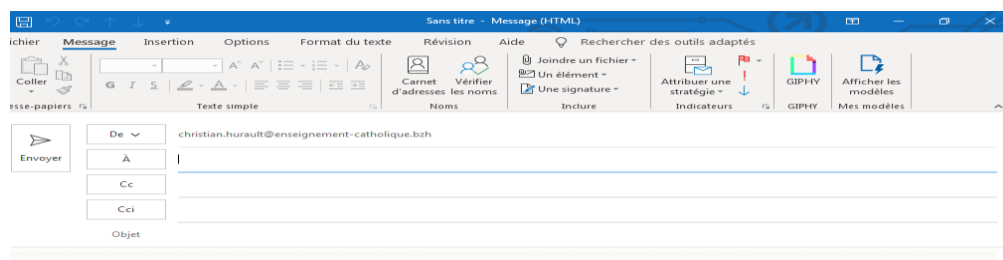 Sans titre - Message (HTML)
ichier Message Insertion Options Format du texte Révision Aide Rechercher des outils adaptés
Coller
G I S
A A A
Carnet d'adresses
Vérifier les noms
Joindre un fichier
Un élément
Une signature
Attribuer une stratégie
GIPHY
Afficher les modèles
esse-papiers Texte simple Noms Inclure Indicateurs GIPHY Mes modèles
Envoyer
De christian.hurault@enseignement-catholique.bzh
À
Cc
Cci
Objet